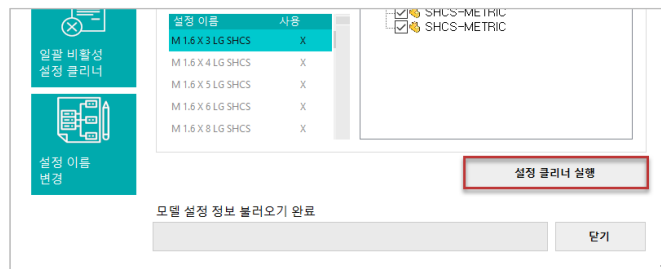 일괄 비활성
설정 클리너
설정 이름
변경
설정 이름 사용
M 1.6 X 3 LG SHCS X
M 1.6 X 4 LG SHCS X
M 1.6 X 5 LG SHCS X
M 1.6 X 6 LG SHCS X
M 1.6 X 8 LG SHCS X
SHCS-METRIC
SHCS-METRIC
설정 클리너 실행
모델 설정 정보 불러오기 완료
닫기